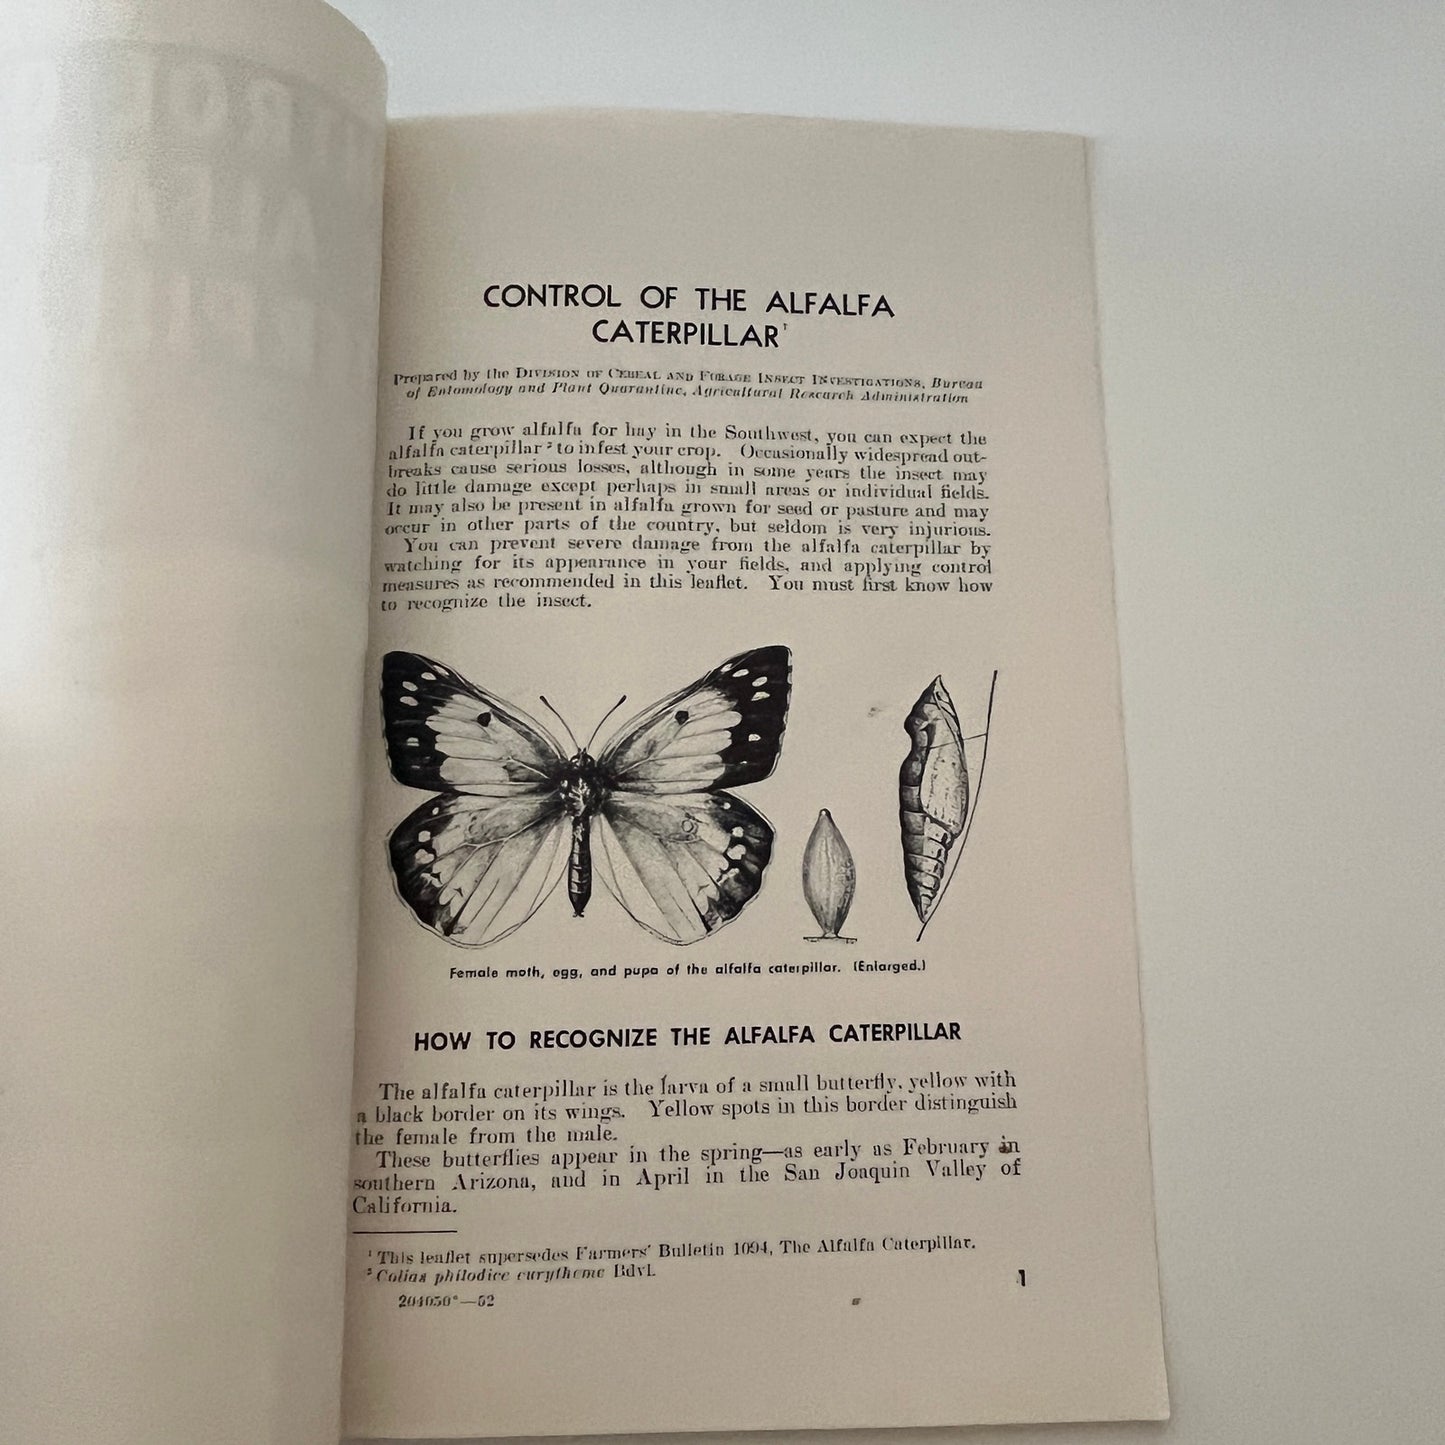 CONTROL OF THE ALFALFA
CATERPILLAR¹
Prepared by the DIVISION OF CEREAL AND FORAGE INSECT INVESTIGATIONS, Bureau
of Entomology and Plant Quarantine, Agricultural Research Administration
If you grow alfalfa for hay in the Southwest, you can expect the
alfalfa caterpillar ² to infest your crop. Occasionally widespread out-
breaks cause serious losses, although in some years the insect may
do little damage except perhaps in small areas or individual fields.
It may also be present in alfalfa grown for seed or pasture and may
occur in other parts of the country, but seldom is very injurious.
You can prevent severe damage from the alfalfa caterpillar by
watching for its appearance in your fields, and applying control
measures as recommended in this leaflet. You must first know how
to recognize the insect.
Female moth, egg, and pupa of the alfalfa caterpillar. (Enlarged.)
HOW TO RECOGNIZE THE ALFALFA CATERPILLAR
The alfalfa caterpillar is the larva of a small butterfly, yellow with
a black border on its wings. Yellow spots in this border distinguish
the female from the male.
These butterflies appear in the spring—as early as February in
southern Arizona, and in April in the San Joaquin Valley of
California.
¹ This leaflet supersedes Farmers' Bulletin 1094, The Alfalfa Caterpillar.
² Colias philodice eurytheme Bdvl.
204050°—52
1